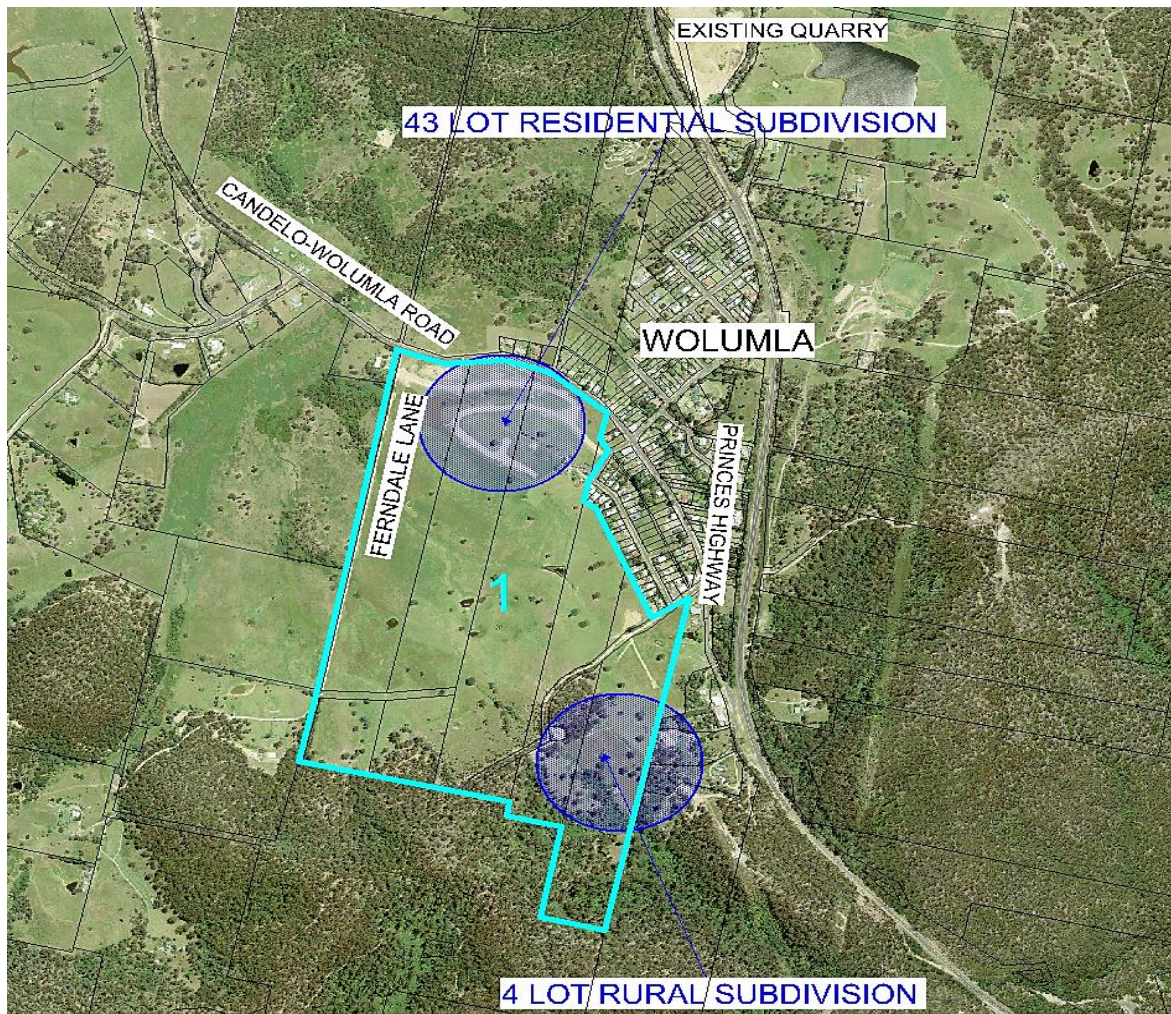 EXISTING QUARRY
43 LOT RESIDENTIAL SUBDIVISION
CANDELO-WOLUMLA ROAD
WOLUMLA
FERNDALE LANE
PRINCES HIGHWAY
1
4 LOT RURAL SUBDIVISION